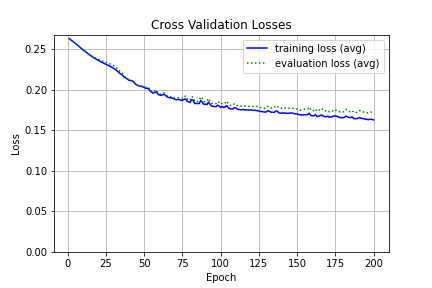 Cross Validation Losses
training loss (avg)
evaluation loss (avg)
Loss
0.25
0.20
0.15
0.10
0.05
0.00
0 25 50 75 100 125 150 175 200
Epoch